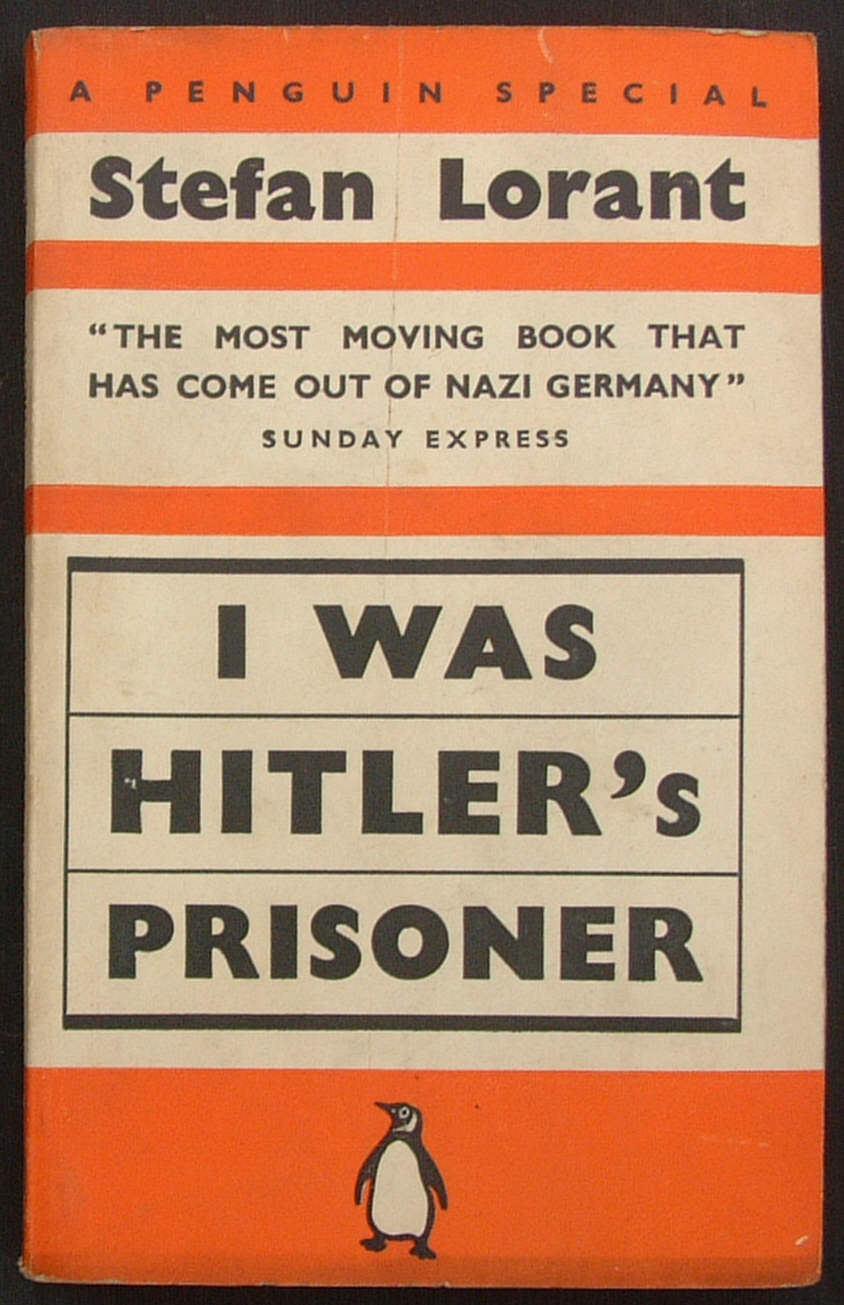 A PENGUIN SPECIAL
Stefan Lorant
“THE MOST MOVING BOOK THAT
HAS COME OUT OF NAZI GERMANY”
SUNDAY EXPRESS
I WAS
HITLER’s
PRISONER